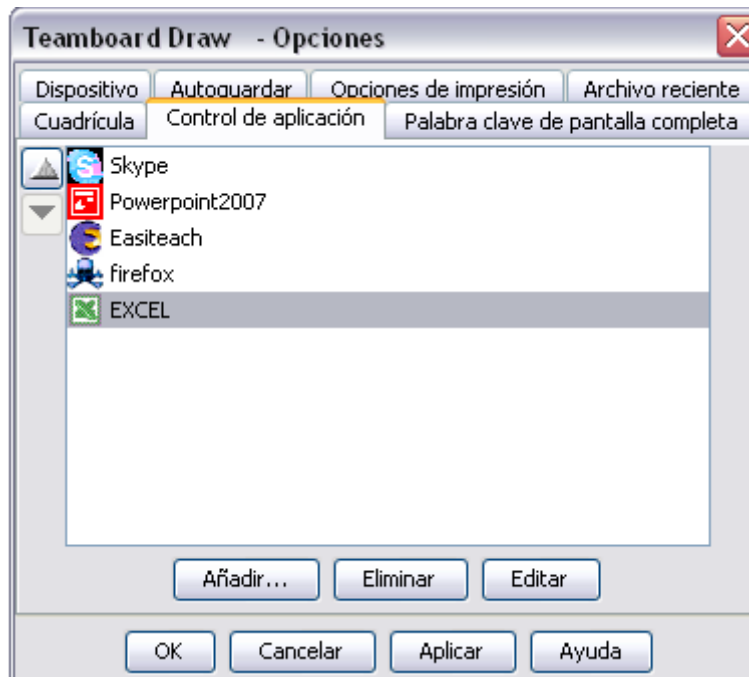 Teamboard Draw - Opciones
Dispositivo Autoguardar Opciones de impresión Archivo reciente
Cuadrícula Control de aplicación Palabra clave de pantalla completa
Skype
Powerpoint2007
Easiteach
firefox
EXCEL
Añadir... Eliminar Editar
OK Cancelar Aplicar Ayuda